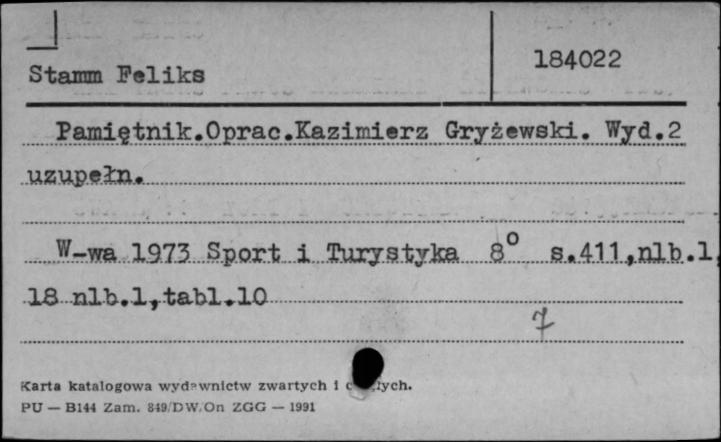 184022
Stamm Feliks
Pamiętnik.Oprac.Kazimierz Gryżewski. Wyd.2
uzupełn.
W-wa 1973 Sport i Turystyka 8° s.411,nlb.1,
18 nlb.1,tabl.10
7
Karta katalogowa wydawnictw zwartych i
PU — B144 Zam. 849/DW/On ZGG — 1991